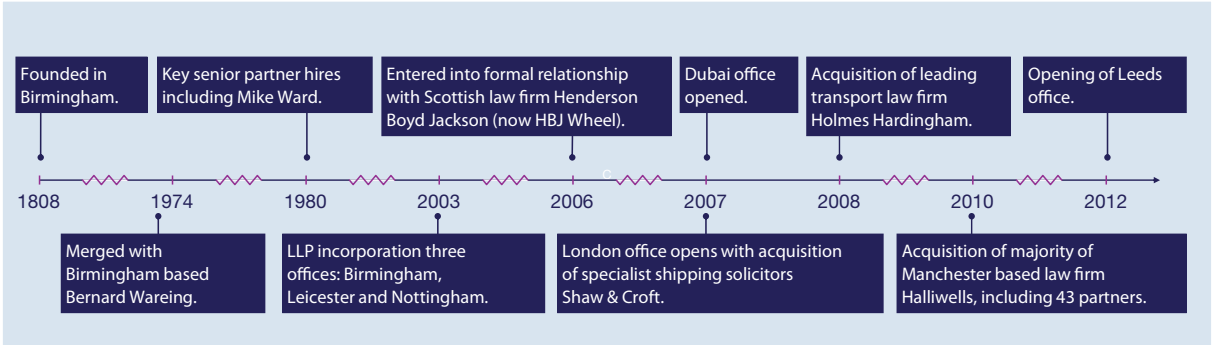 Founded in
Birmingham.
Key senior partner hires
including Mike Ward.
Entered into formal relationship
with Scottish law firm Henderson
Boyd Jackson (now HBJ Wheel).
Dubai office
opened.
Acquisition of leading
transport law firm
Holmes Hardingham.
Opening of Leeds
office.
C
1808 1974 1980 2003 2006 2007 2008 2010 2012
Merged with
Birmingham based
Bernard Wareing.
LLP incorporation three
offices: Birmingham,
Leicester and Nottingham.
London office opens with acquisition
of specialist shipping solicitors
Shaw & Croft.
Acquisition of majority of
Manchester based law firm
Halliwells, including 43 partners.